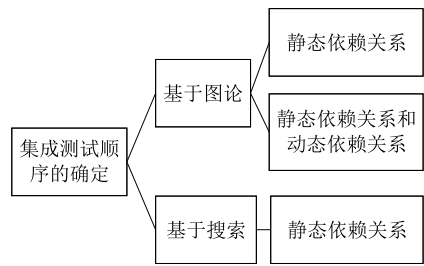 静态依赖关系
基于图论
静态依赖关系和
动态依赖关系
集成测试顺
序的确定
基于搜索
静态依赖关系